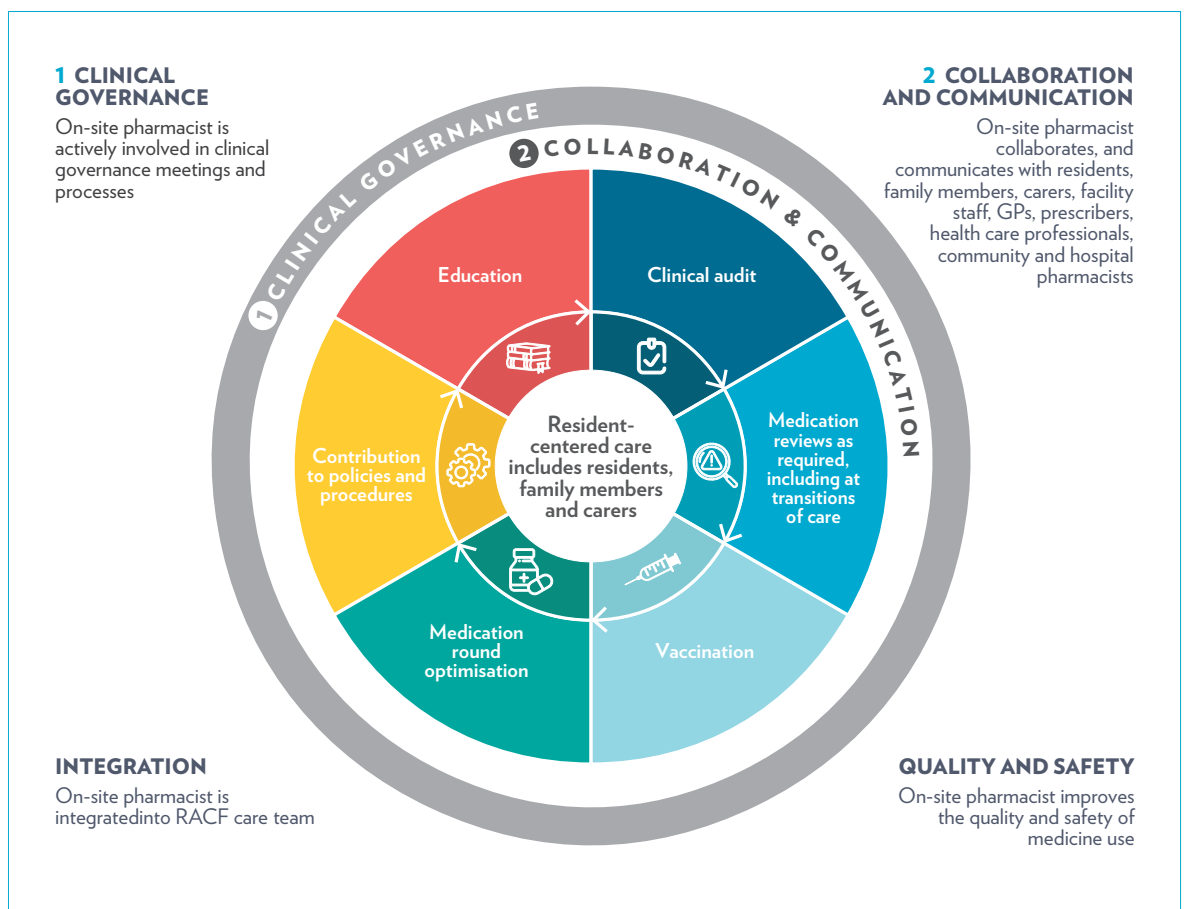 1 CLINICAL
GOVERNANCE
On-site pharmacist is
actively involved in clinical
governance meetings and
processes
2 COLLABORATION
AND COMMUNICATION
On-site pharmacist
collaborates, and
communicates with residents,
family members, carers, facility
staff, GPs, prescribers,
health care professionals,
community and hospital
pharmacists
1 CLINICAL GOVERNANCE
2 COLLABORATION & COMMUNICATION
Education
Clinical audit
Medication
reviews as
required,
including at
transitions
of care
Vaccination
Medication
round
optimisation
Contribution
to policies and
procedures
Resident-
centered care
includes residents,
family members
and carers
INTEGRATION
On-site pharmacist is
integratedinto RACF care team
QUALITY AND SAFETY
On-site pharmacist improves
the quality and safety of
medicine use